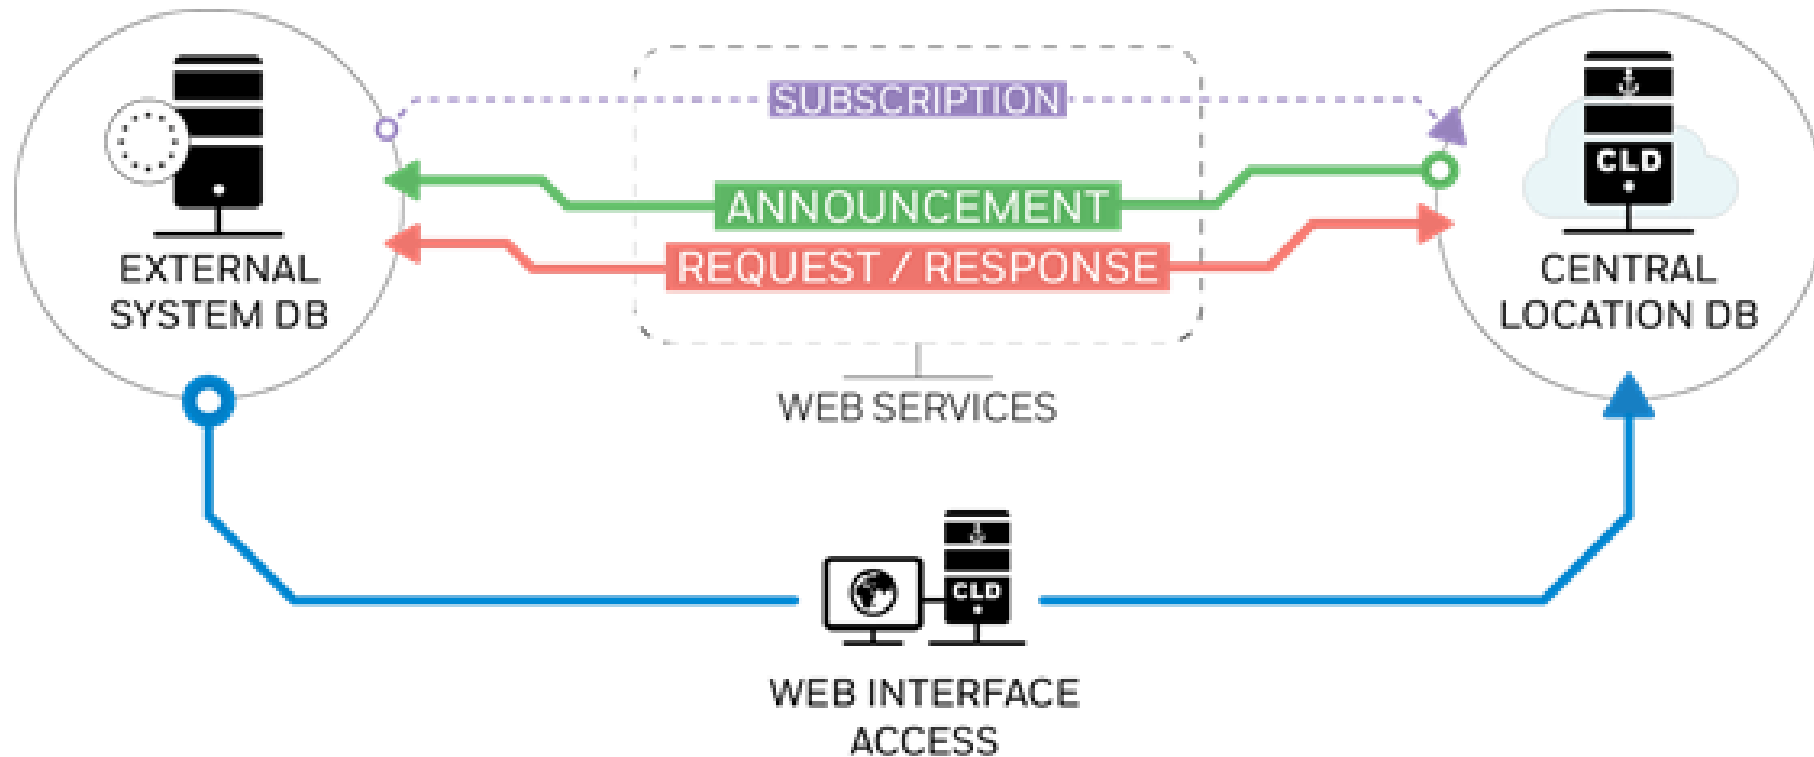 SUBSCRIPTION
CLD
ANNOUNCEMENT
REQUEST / RESPONSE
EXTERNAL
SYSTEM DB
CENTRAL
LOCATION DB
WEB SERVICES
CLD
WEB INTERFACE
ACCESS